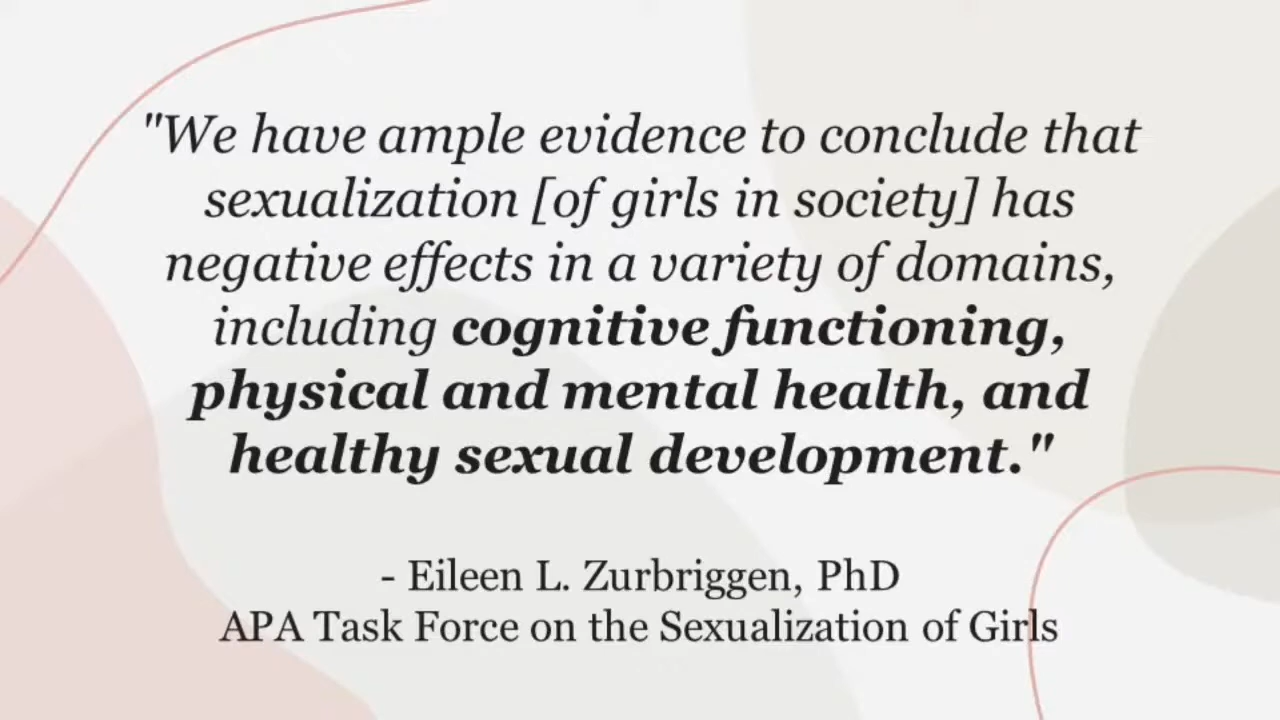 "We have ample evidence to conclude that
sexualization [of girls in society] has
negative effects in a variety of domains,
including cognitive functioning,
physical and mental health, and
healthy sexual development."
- Eileen L. Zurbriggen, PhD
APA Task Force on the Sexualization of Girls